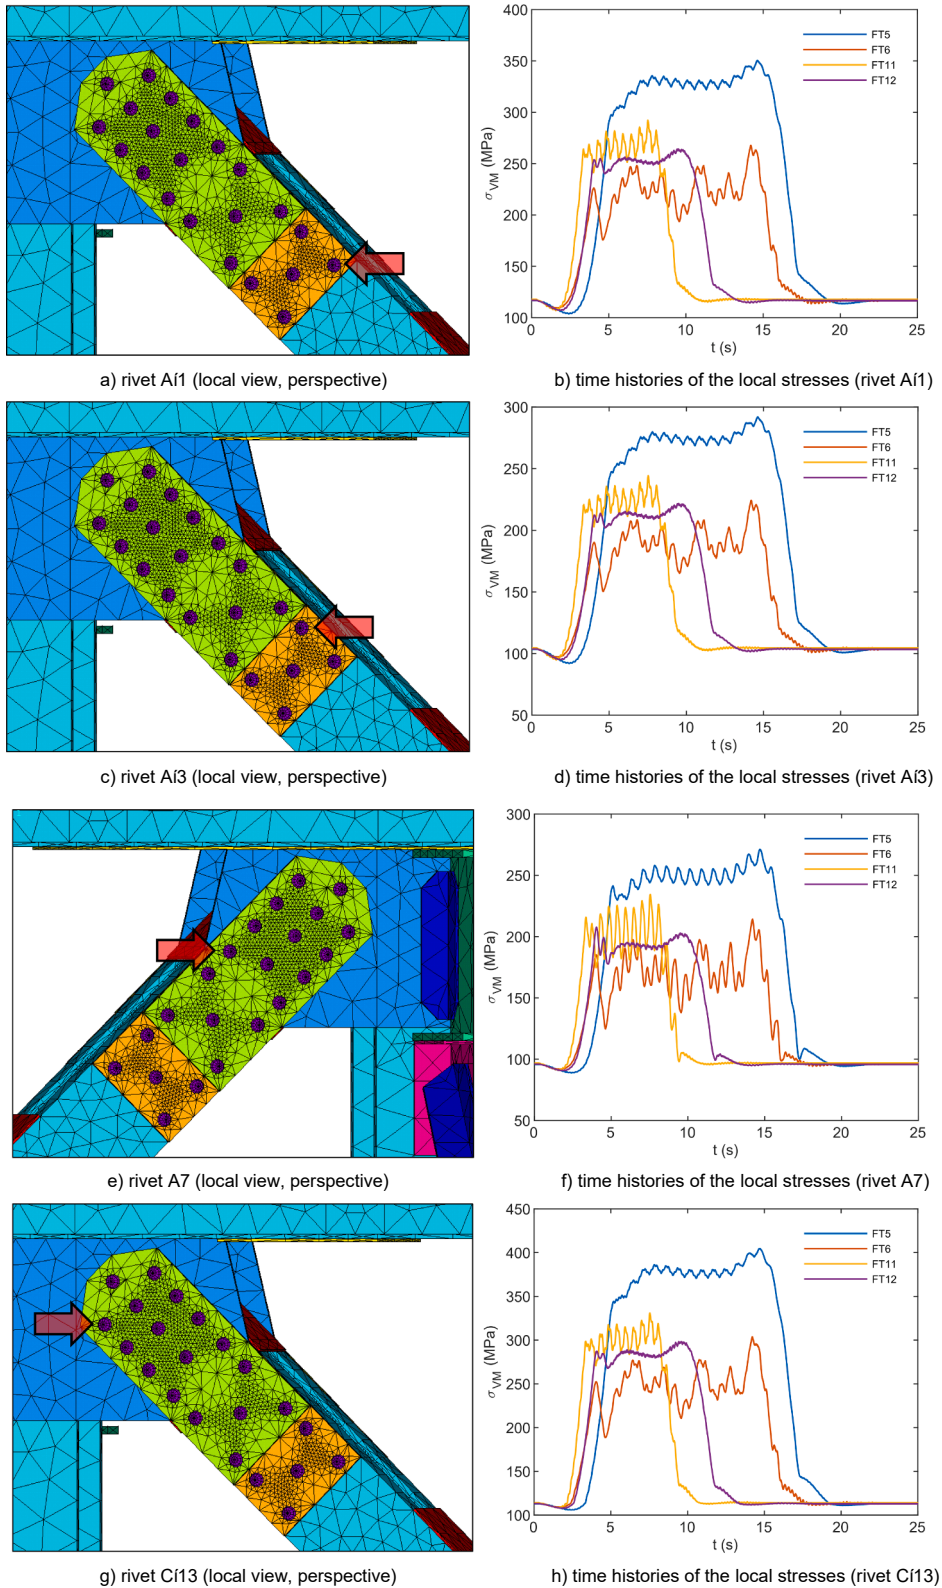 400
350
300
250
200
150
100
σVM (MPa)
FT5
FT6
FT11
FT12
0 5 10 15 20 25
t (s)
a) rivet Aí1 (local view, perspective)
b) time histories of the local stresses (rivet Aí1)
300
250
200
150
100
50
σVM (MPa)
FT5
FT6
FT11
FT12
0 5 10 15 20 25
t (s)
c) rivet Aí3 (local view, perspective)
d) time histories of the local stresses (rivet Aí3)
300
250
200
150
100
50
σVM (MPa)
FT5
FT6
FT11
FT12
0 5 10 15 20 25
t (s)
e) rivet A7 (local view, perspective)
f) time histories of the local stresses (rivet A7)
450
400
350
300
250
200
150
100
σVM (MPa)
FT5
FT6
FT11
FT12
0 5 10 15 20 25
t (s)
g) rivet Cí13 (local view, perspective)
h) time histories of the local stresses (rivet Cí13)